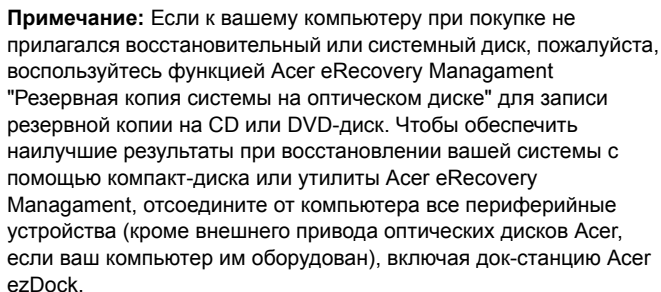 Примечание: Если к вашему компьютеру при покупке не
прилагался восстановительный или системный диск, пожалуйста,
воспользуйтесь функцией Acer eRecovery Managament
"Резервная копия системы на оптическом диске" для записи
резервной копии на CD или DVD-диск. Чтобы обеспечить
наилучшие результаты при восстановлении вашей системы с
помощью компакт-диска или утилиты Acer eRecovery
Managament, отсоедините от компьютера все периферийные
устройства (кроме внешнего привода оптических дисков Acer,
если ваш компьютер им оборудован), включая док-станцию Acer
ezDock.